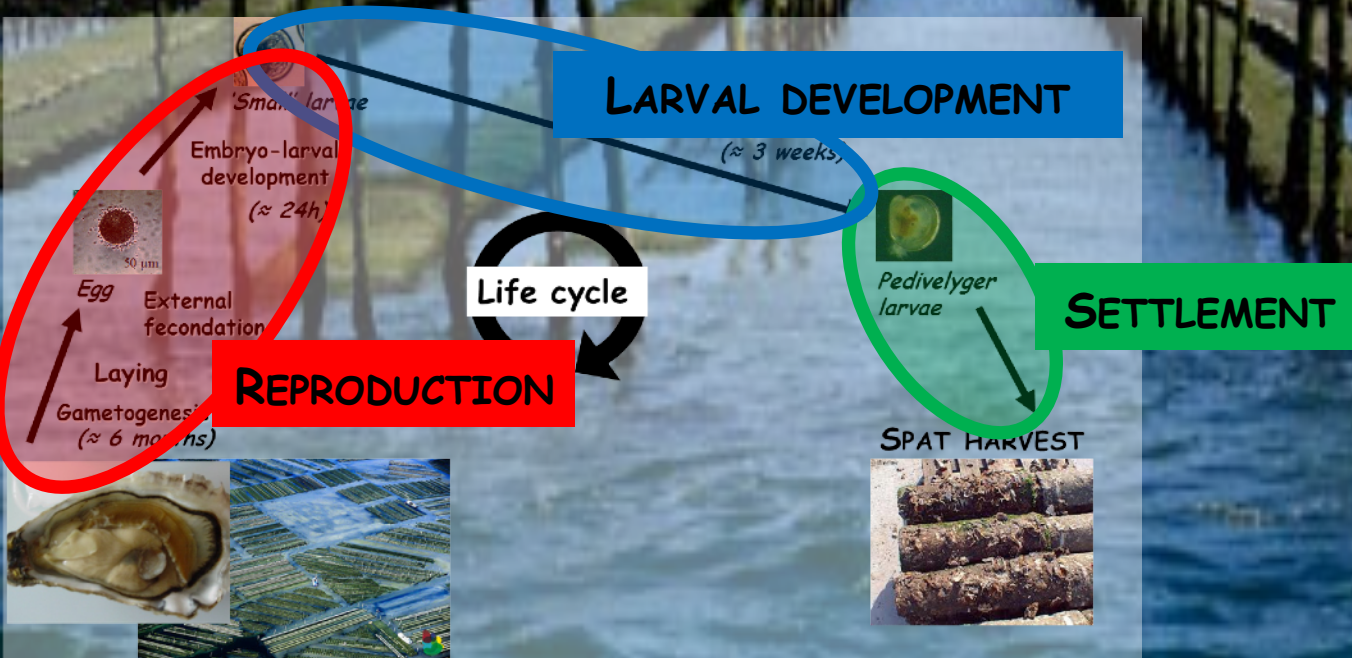 LARVAL DEVELOPMENT
'Small' larvae
Embryo-larval
development
(≈ 24h)
(≈ 3 weeks)
50 µm
Egg
External
fecondation
Laying
Gametogenesis
(≈ 6 months)
REPRODUCTION
Life cycle
Pedivelyger
larvae
SETTLEMENT
SPAT HARVEST